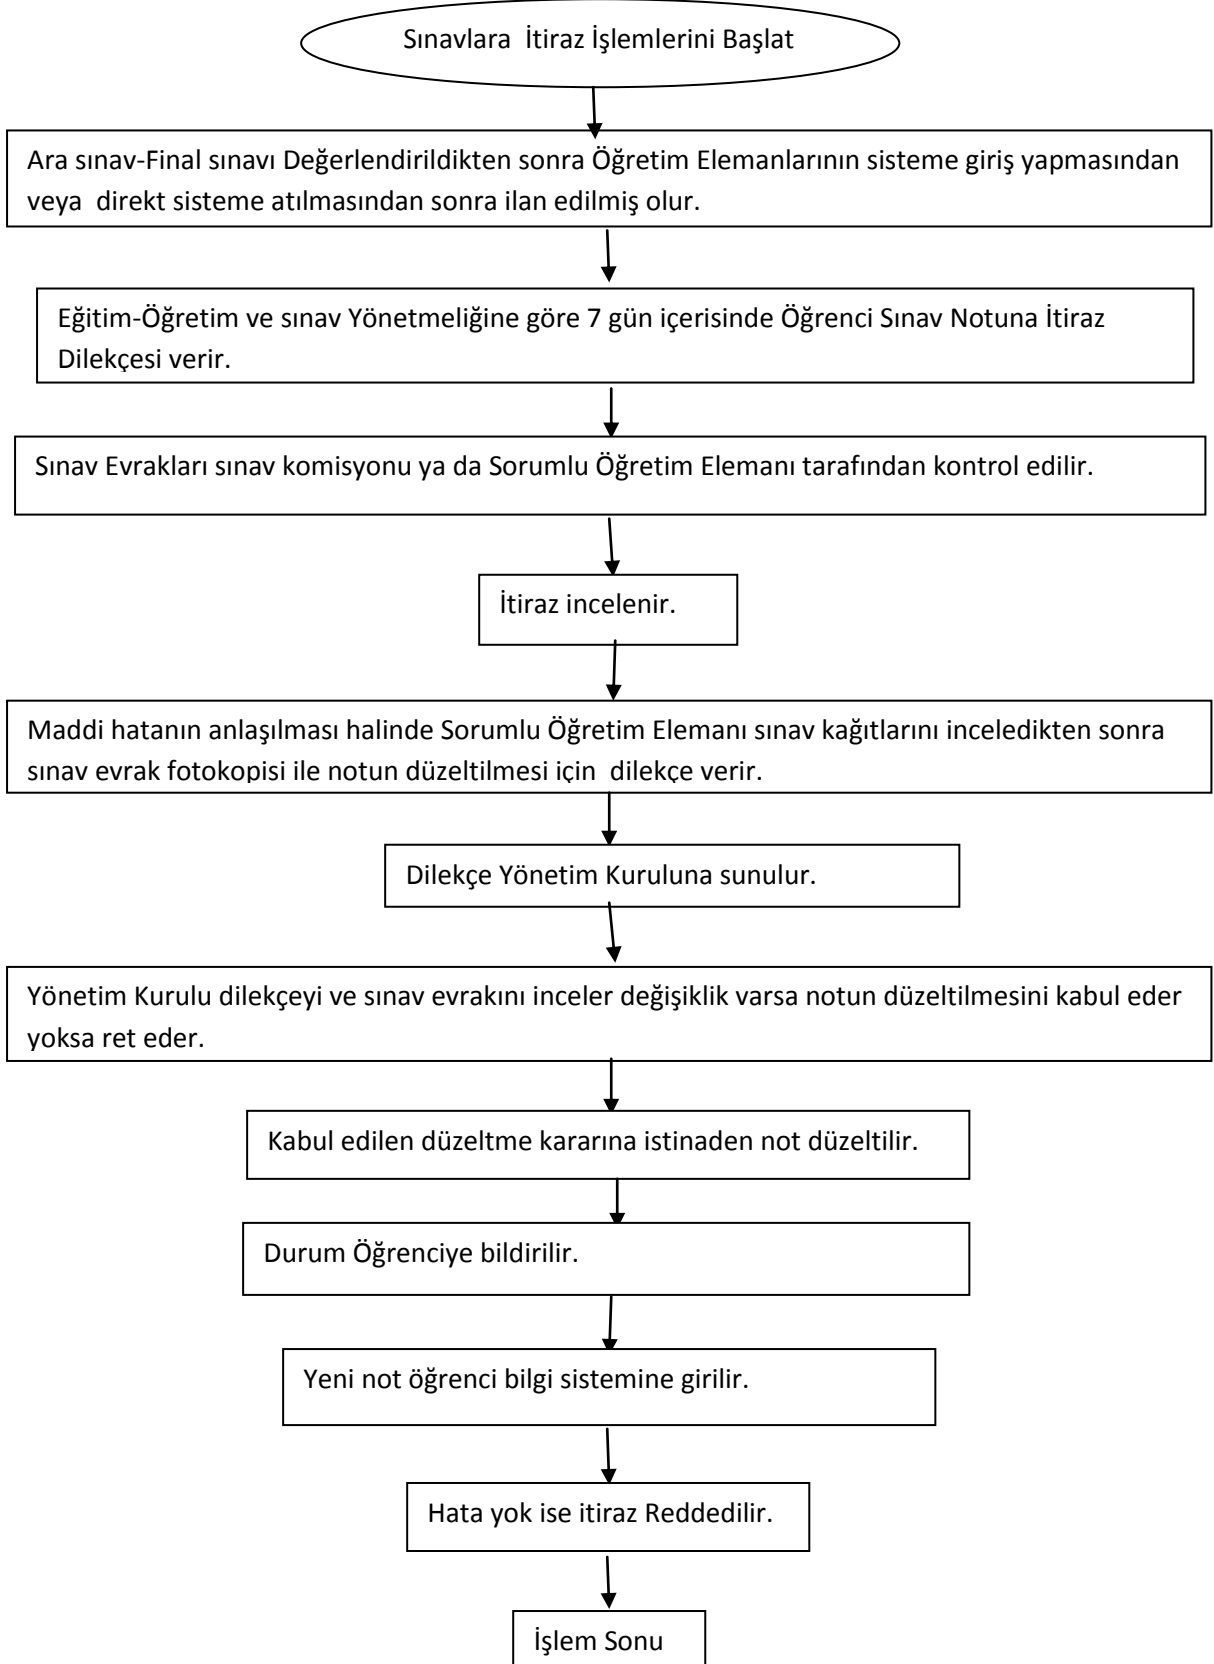 Sınavlara  İtiraz İşlemlerini Başlat
Ara sınav-Final sınavı Değerlendirildikten sonra Öğretim Elemanlarının sisteme giriş yapmasından
veya  direkt sisteme atılmasından sonra ilan edilmiş olur.
Eğitim-Öğretim ve sınav Yönetmeliğine göre 7 gün içerisinde Öğrenci Sınav Notuna İtiraz
Dilekçesi verir.
Sınav Evrakları sınav komisyonu ya da Sorumlu Öğretim Elemanı tarafından kontrol edilir.
İtiraz incelenir.
Maddi hatanın anlaşılması halinde Sorumlu Öğretim Elemanı sınav kağıtlarını inceledikten sonra
sınav evrak fotokopisi ile notun düzeltilmesi için  dilekçe verir.
Dilekçe Yönetim Kuruluna sunulur.
Yönetim Kurulu dilekçeyi ve sınav evrakını inceler değişiklik varsa notun düzeltilmesini kabul eder
yoksa ret eder.
Kabul edilen düzeltme kararına istinaden not düzeltilir.
Durum Öğrenciye bildirilir.
Yeni not öğrenci bilgi sistemine girilir.
Hata yok ise itiraz Reddedilir.
İşlem Sonu